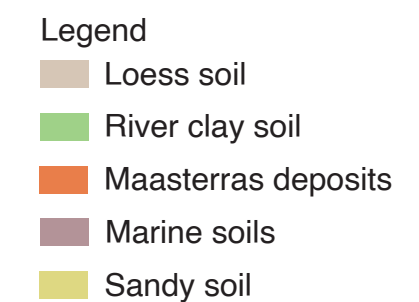 Legend
Loess soil
River clay soil
Maasterras deposits
Marine soils
Sandy soil